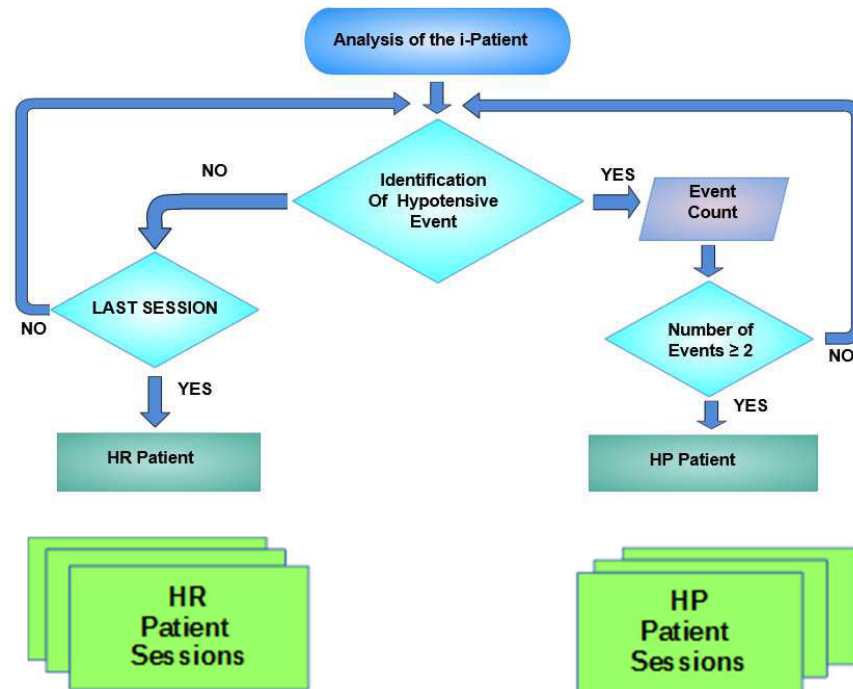 Analysis of the i-Patient
NO
Identification
Of Hypotensive
Event
YES
Event
Count
LAST SESSION
NO
Number of
Events ≥ 2
NO
YES
YES
HR Patient
HP Patient
HR
Patient
Sessions
HP
Patient
Sessions